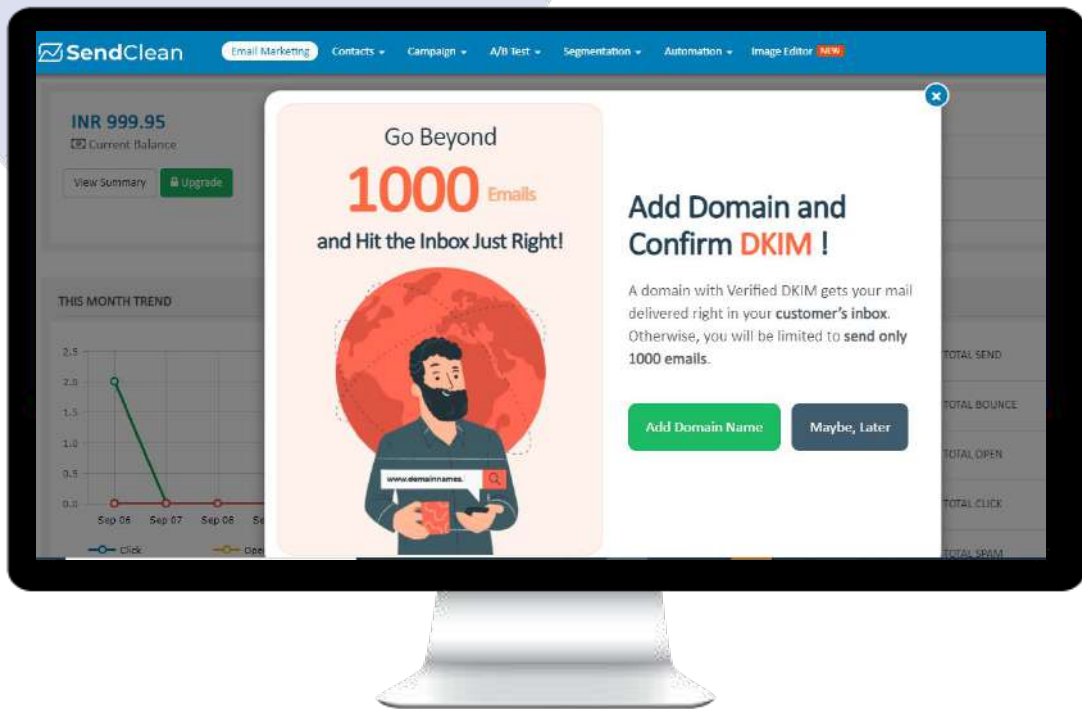 SendClean
Email Marketing Contacts Campaign A/B Test Segmentation Automation Image Editor NEW
INR 999.95
Current Balance
View Summary Upgrade
Go Beyond
1000 Emails
and Hit the Inbox Just Right!
www.demainnames.
Add Domain and
Confirm DKIM !
A domain with Verified DKIM gets your mail
delivered right in your customer's inbox.
Otherwise, you will be limited to send only
1000 emails.
Add Domain Name Maybe, Later
THIS MONTH TREND
2.5
2.0
1.5
1.0
0.5
0.0
Sep 06 Sep 07 Sep 08 Se
Click Ope
TOTAL SEND
TOTAL BOUNCE
TOTAL OPEN
TOTAL CLICK
TOTAL SPAM